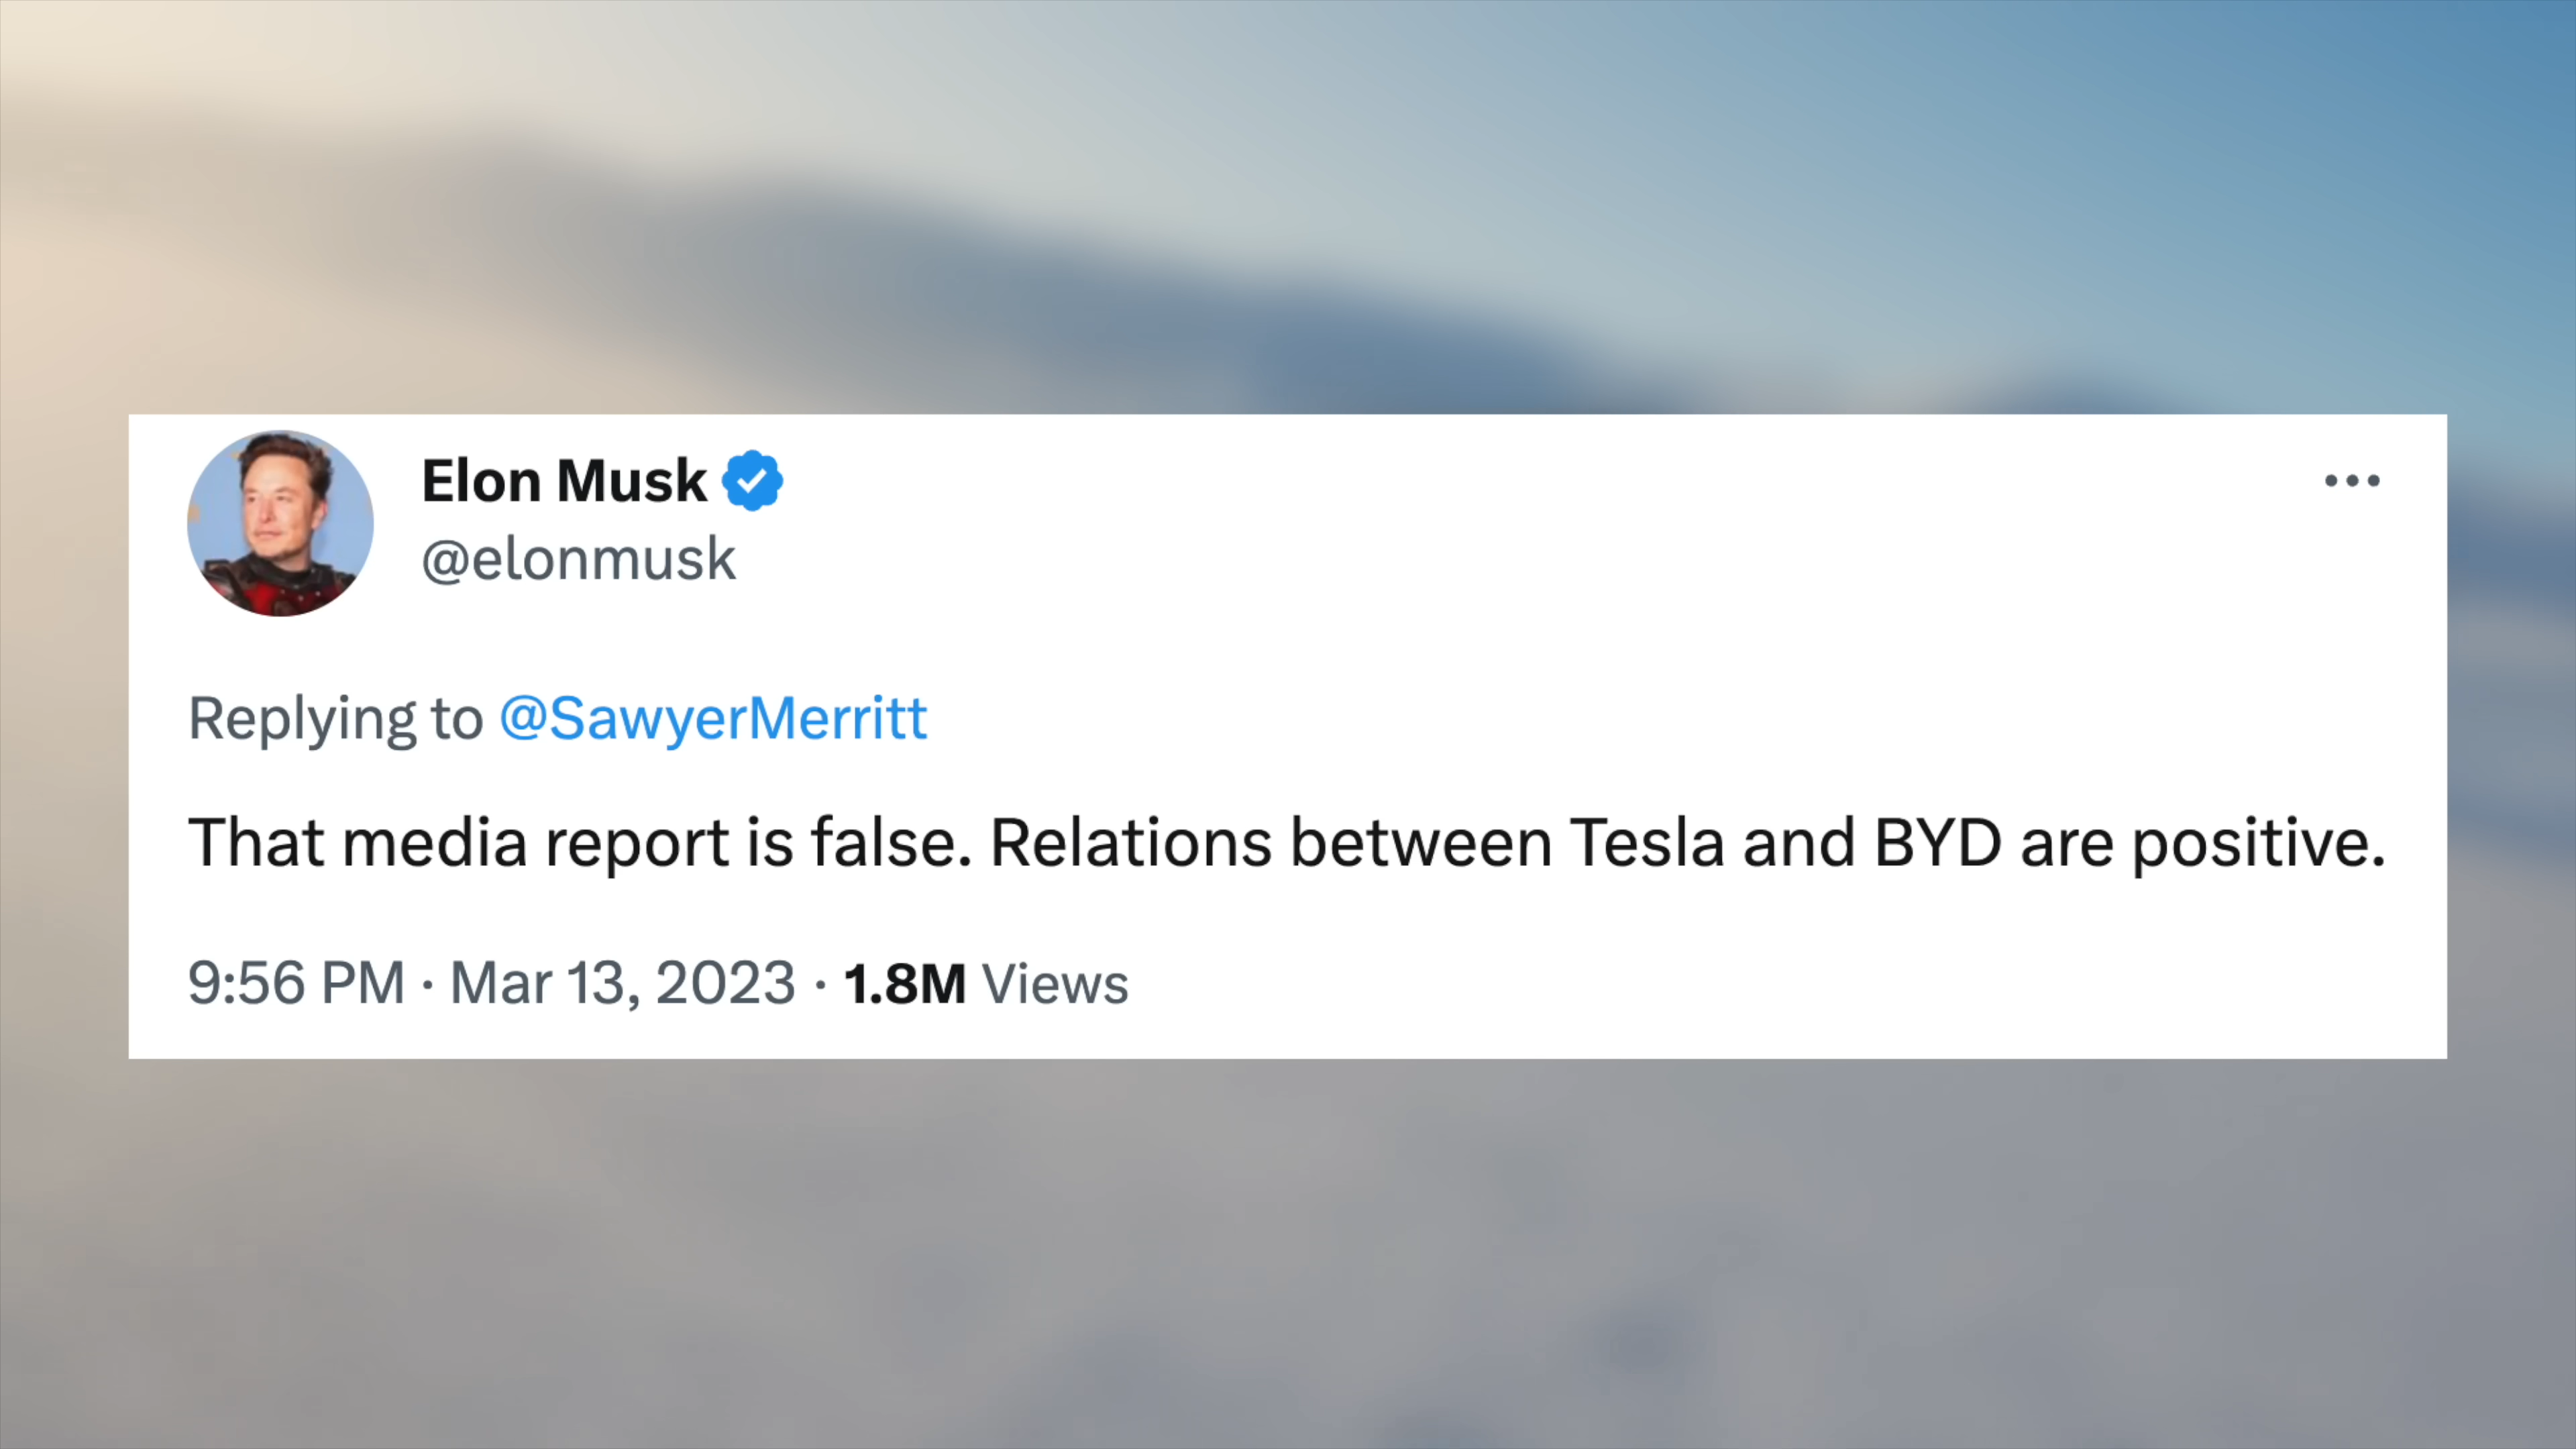 Elon Musk
@elonmusk
Replying to @SawyerMerritt
That media report is false. Relations between Tesla and BYD are positive.
9:56 PM · Mar 13, 2023 · 1.8M Views